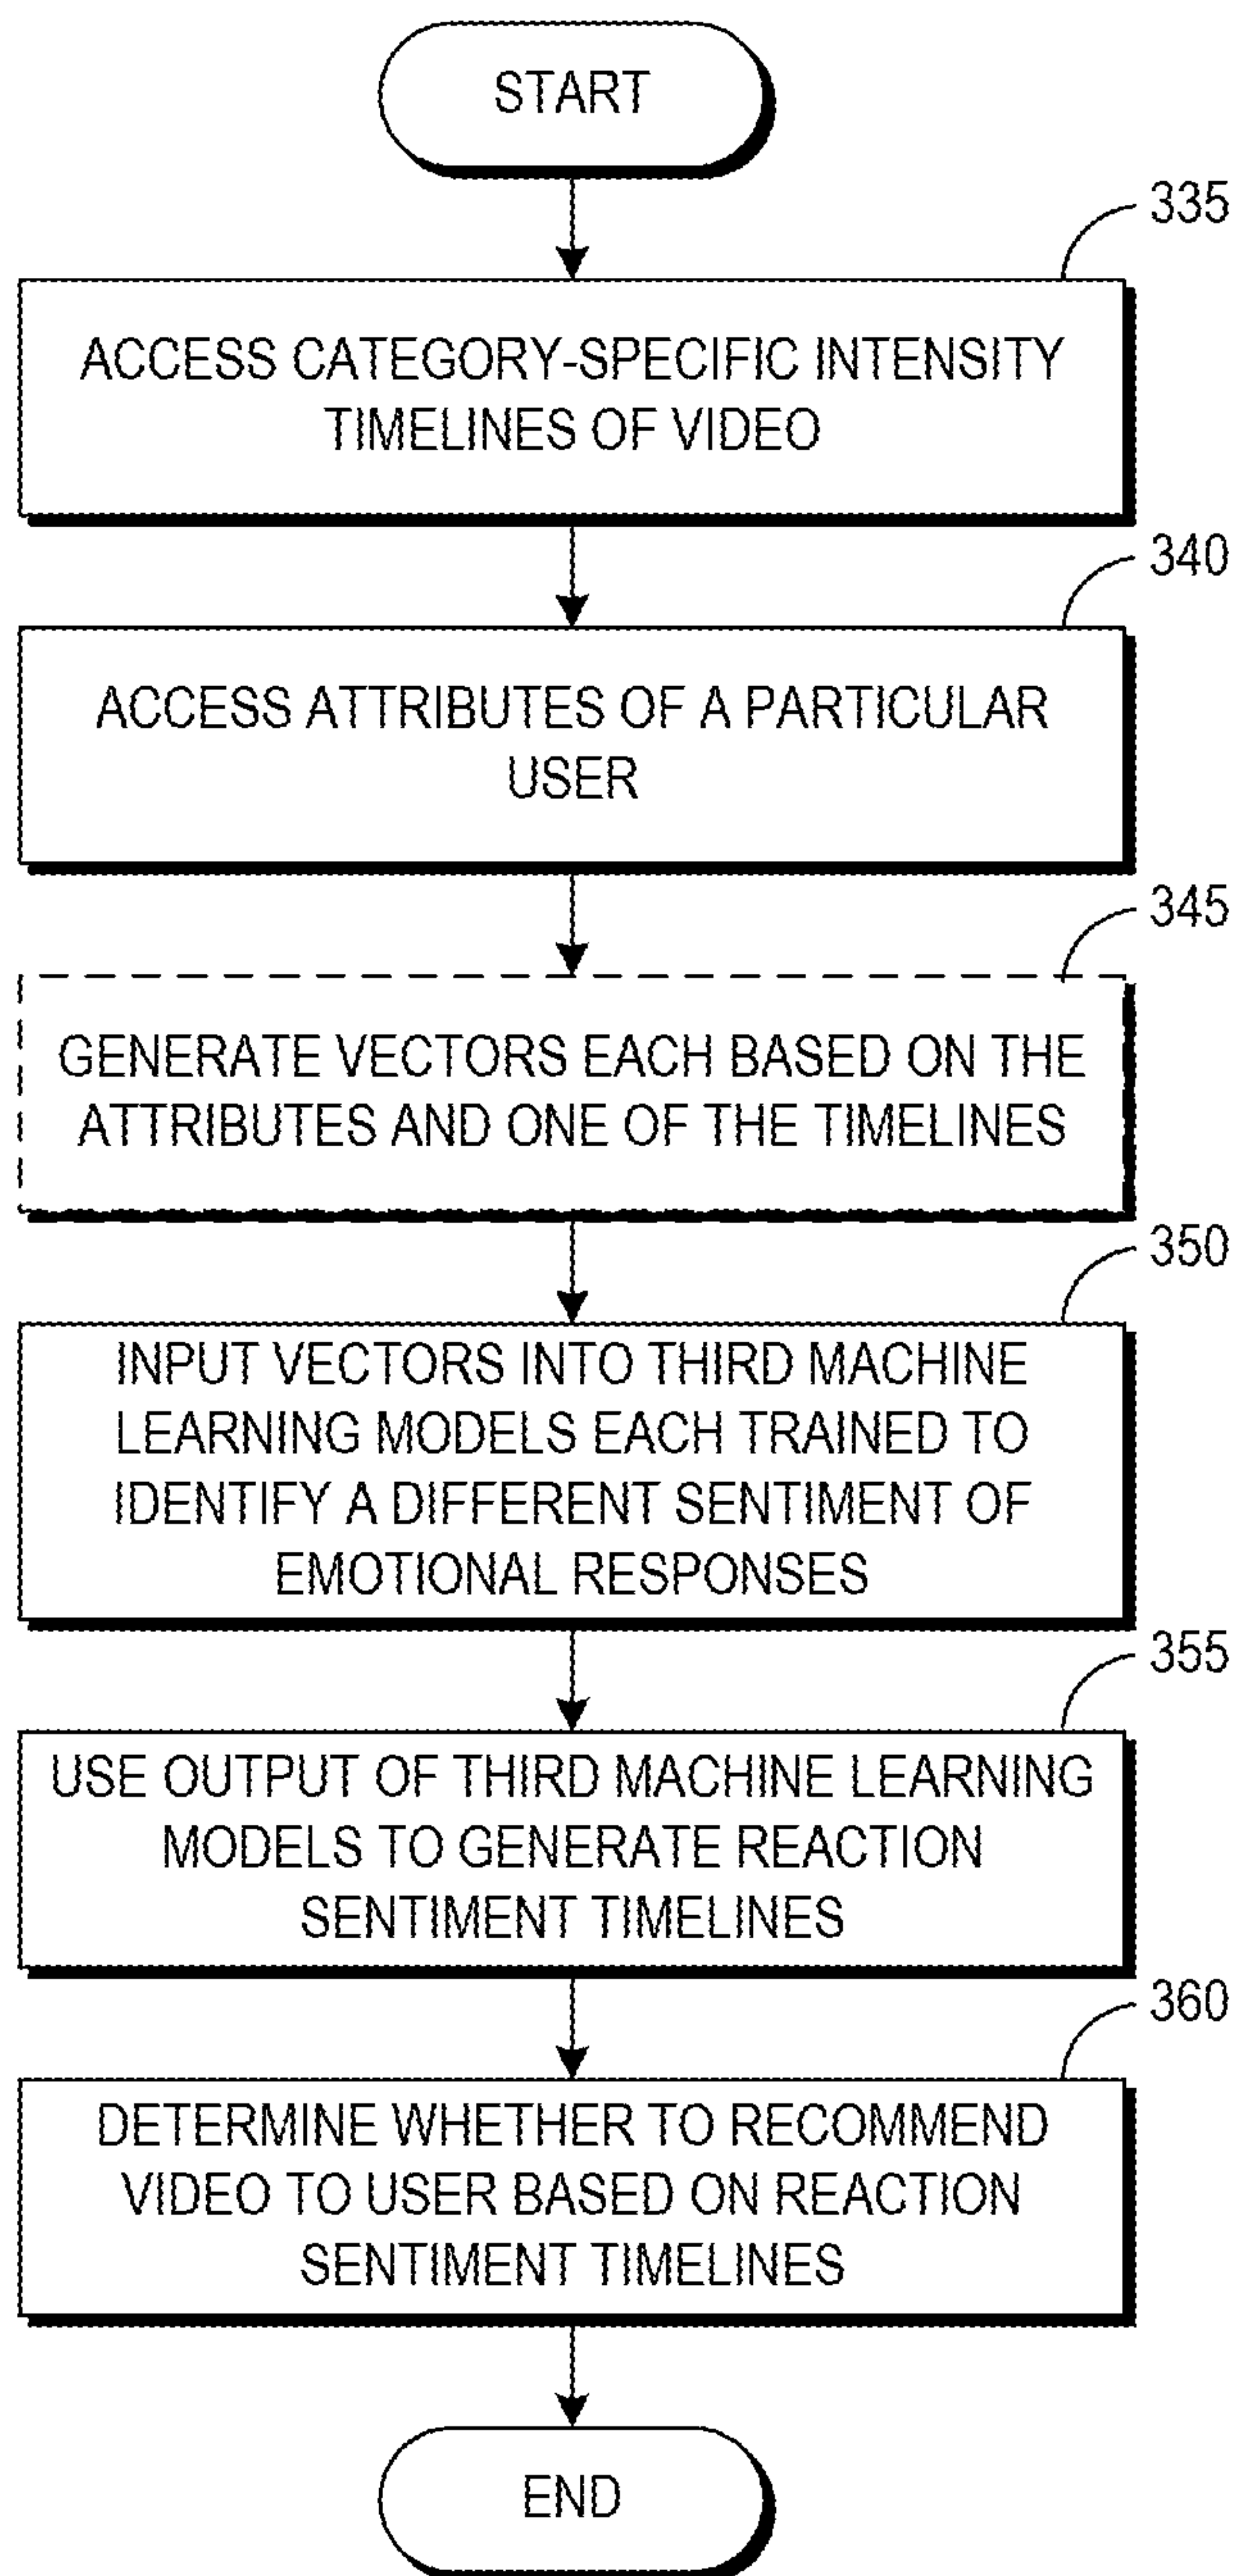 START
335
ACCESS CATEGORY-SPECIFIC INTENSITY
TIMELINES OF VIDEO
340
ACCESS ATTRIBUTES OF A PARTICULAR
USER
345
GENERATE VECTORS EACH BASED ON THE
ATTRIBUTES AND ONE OF THE TIMELINES
350
INPUT VECTORS INTO THIRD MACHINE
LEARNING MODELS EACH TRAINED TO
IDENTIFY A DIFFERENT SENTIMENT OF
EMOTIONAL RESPONSES
355
USE OUTPUT OF THIRD MACHINE LEARNING
MODELS TO GENERATE REACTION
SENTIMENT TIMELINES
360
DETERMINE WHETHER TO RECOMMEND
VIDEO TO USER BASED ON REACTION
SENTIMENT TIMELINES
END